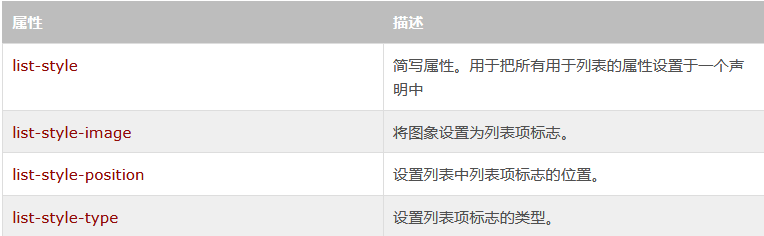 属性 描述
list-style 简写属性。用于把所有用于列表的属性设置于一个声
明中
list-style-image 将图象设置为列表项标志。
list-style-position 设置列表中列表项标志的位置。
list-style-type 设置列表项标志的类型。